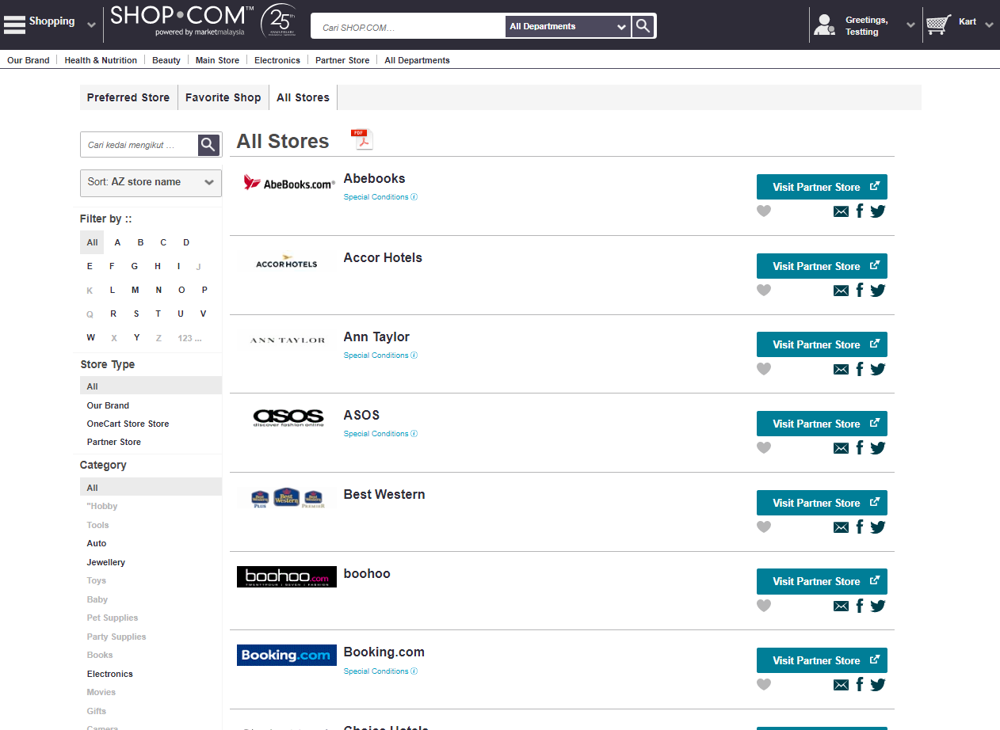 Shopping
SHOP•COM™
powered by marketmalaysia
25th
Cari SHOP.COM…
All Departments
Greetings,
Testting
Kart
Our Brand
Health & Nutrition
Beauty
Main Store
Electronics
Partner Store
All Departments
Preferred Store
Favorite Shop
All Stores
Cari kedai mengikut …
Sort: AZ store name
Filter by ::
All A B C D
E F G H I J
K L M N O P
Q R S T U V
W X Y Z 123 ...
Store Type
All
Our Brand
OneCart Store Store
Partner Store
Category
All
"Hobby
Tools
Auto
Jewellery
Toys
Baby
Pet Supplies
Party Supplies
Books
Electronics
Movies
Gifts
Camera
All Stores
PDF
AbeBooks.com®
Abebooks
Special Conditions
Visit Partner Store
ACCOR HOTELS
Accor Hotels
Visit Partner Store
ANN TAYLOR
Ann Taylor
Special Conditions
Visit Partner Store
asos
discover fashion online
ASOS
Special Conditions
Visit Partner Store
Best Western PLUS
Best Western
Best Western PREMIER
Best Western
Visit Partner Store
boohoo.com
TWENTYFOUR | SEVEN | FASHION
boohoo
Visit Partner Store
Booking.com
Booking.com
Special Conditions
Visit Partner Store
Choice Hotels